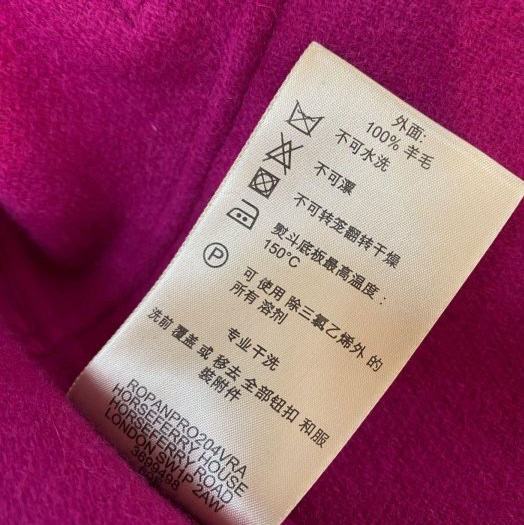 外面:
100% 羊毛
不可水洗
不可漂
不可转笼翻转干燥
熨斗底板最高温度:
150°C
P
可 使用 除三氯乙烯外 的
所有 溶剂
专业干洗
洗前 覆盖 或 移去 全部钮扣 和服
裝附件
ROPANPRO204VRA
HORSEFERRY HOUSE
HORSEFERRY ROAD
LONDON SW1P 2AW
3699498